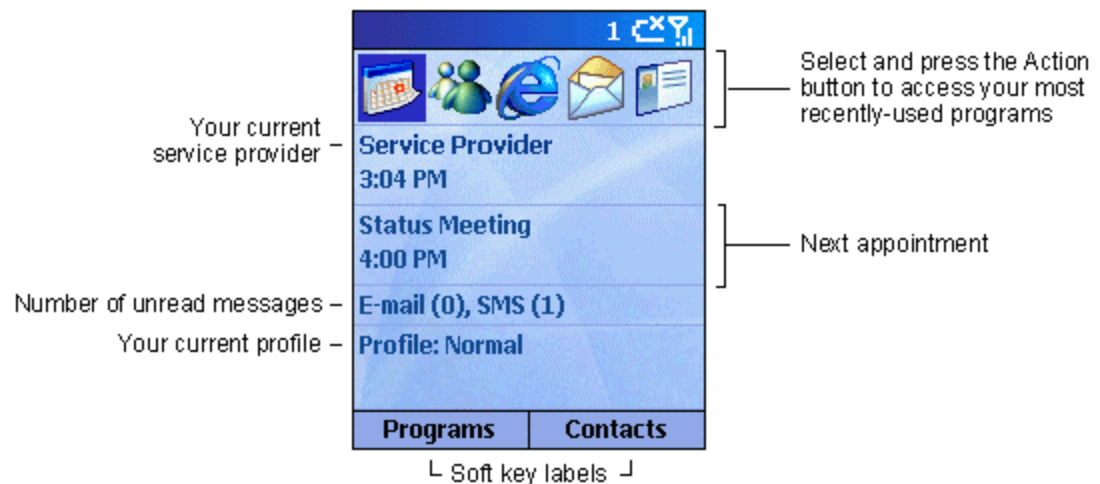 1
Select and press the Action
button to access your most
recently-used programs
Your current
service provider
Service Provider
3:04 PM
Status Meeting
4:00 PM
Next appointment
Number of unread messages
E-mail (0), SMS (1)
Your current profile
Profile: Normal
Programs
Contacts
Soft key labels